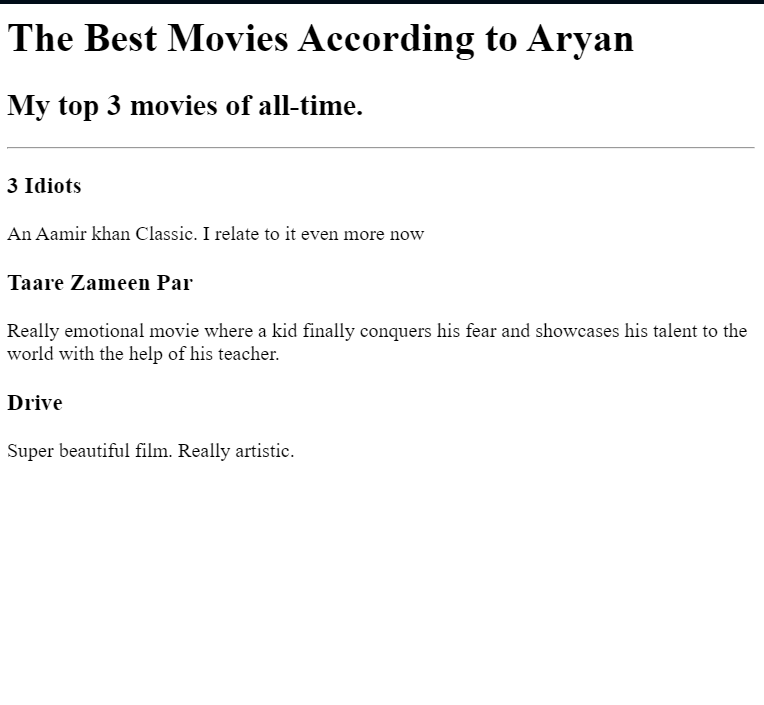 The Best Movies According to Aryan
My top 3 movies of all-time.
3 Idiots
An Aamir khan Classic. I relate to it even more now
Taare Zameen Par
Really emotional movie where a kid finally conquers his fear and showcases his talent to the
world with the help of his teacher.
Drive
Super beautiful film. Really artistic.